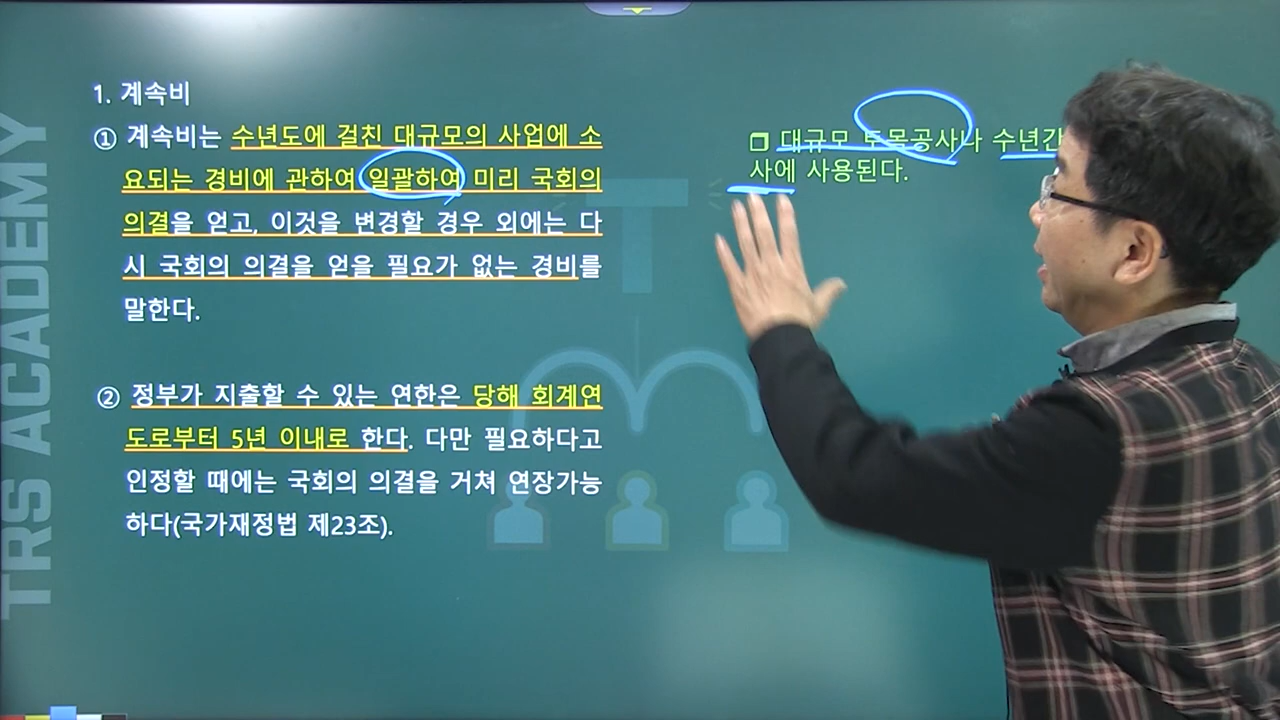 1. 계속비
① 계속비는 수년도에 걸친 대규모의 사업에 소
요되는 경비에 관하여 일괄하여 미리 국회의
의결을 얻고, 이것을 변경할 경우 외에는 다
시 국회의 의결을 얻을 필요가 없는 경비를
말한다.
② 정부가 지출할 수 있는 연한은 당해 회계연
도로부터 5년 이내로 한다. 다만 필요하다고
인정할 때에는 국회의 의결을 거쳐 연장가능
하다(국가재정법 제23조).
❒ 대규모 토목공사나 수년간
사에 사용된다.
TRS ACADEMY